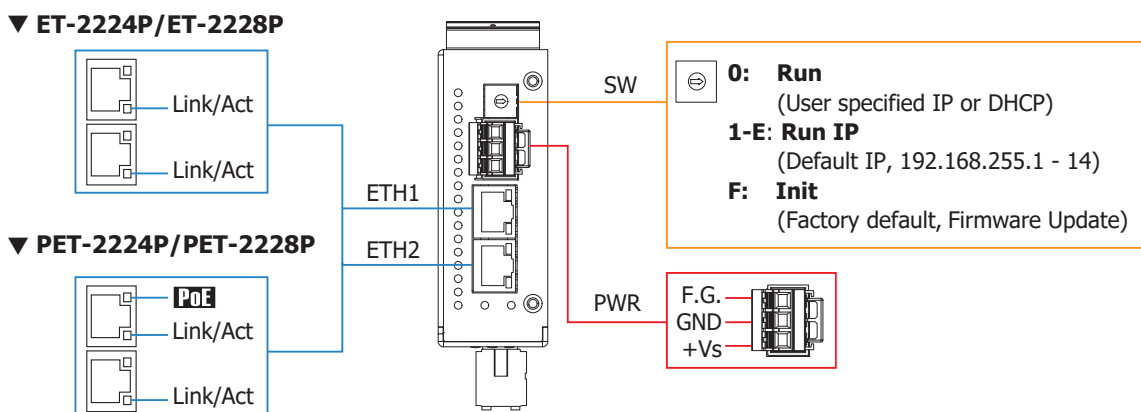 ▼ ET-2224P/ET-2228P
Link/Act
Link/Act
▼ PET-2224P/PET-2228P
PoE
Link/Act
Link/Act
ETH1
ETH2
SW
PWR
0: Run
(User specified IP or DHCP)
1-E: Run IP
(Default IP, 192.168.255.1 - 14)
F: Init
(Factory default, Firmware Update)
F.G.
GND
+Vs